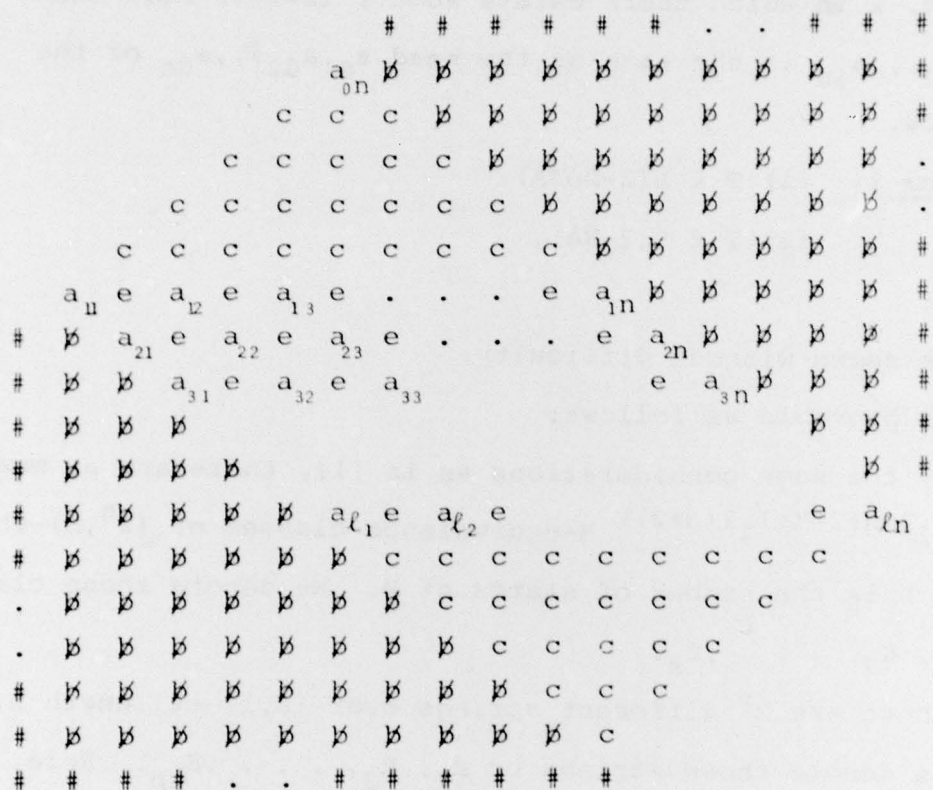 # # # # # # . . # # #
a₀ₙ b̸ b̸ b̸ b̸ b̸ b̸ b̸ b̸ b̸ b̸ #
c c c b̸ b̸ b̸ b̸ b̸ b̸ b̸ b̸ b̸ #
c c c c c b̸ b̸ b̸ b̸ b̸ b̸ b̸ b̸ .
c c c c c c c b̸ b̸ b̸ b̸ b̸ b̸ b̸ .
c c c c c c c c c b̸ b̸ b̸ b̸ b̸ b̸ #
a₁₁ e a₁₂ e a₁₃ e . . . e a₁ₙ b̸ b̸ b̸ b̸ b̸ #
# b̸ a₂₁ e a₂₂ e a₂₃ e . . . e a₂ₙ b̸ b̸ b̸ b̸ #
# b̸ b̸ a₃₁ e a₃₂ e a₃₃ e a₃ₙ b̸ b̸ b̸ #
# b̸ b̸ b̸ b̸ b̸ #
# b̸ b̸ b̸ b̸ b̸ #
# b̸ b̸ b̸ b̸ b̸ aℓ₁ e aℓ₂ e e aℓₙ
# b̸ b̸ b̸ b̸ b̸ b̸ c c c c c c c c c
. b̸ b̸ b̸ b̸ b̸ b̸ b̸ c c c c c c c
. b̸ b̸ b̸ b̸ b̸ b̸ b̸ b̸ c c c c c
# b̸ b̸ b̸ b̸ b̸ b̸ b̸ b̸ b̸ c c c
# b̸ b̸ b̸ b̸ b̸ b̸ b̸ b̸ b̸ b̸ c
# # # # . . # # # # # #